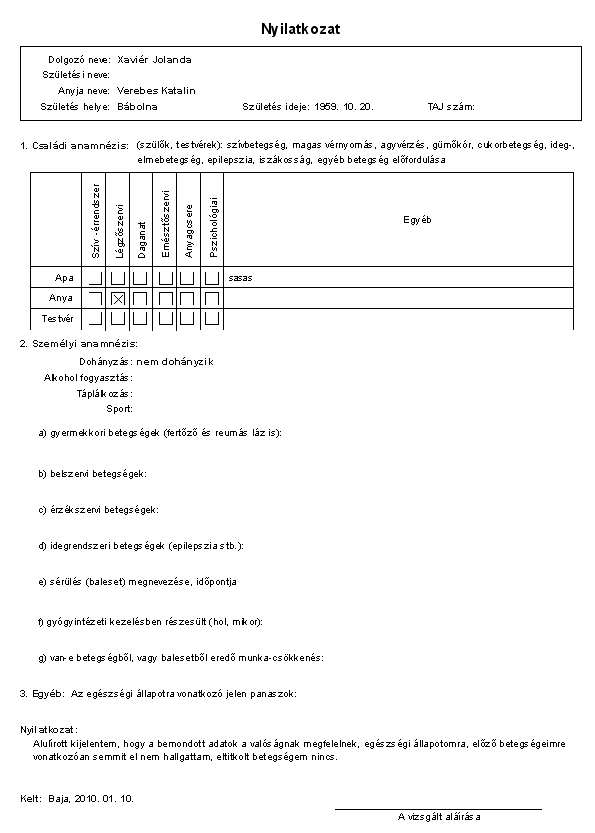 Nyilatkozat
Dolgozó neve: Xaviér Jolanda
Születési neve:
Anyja neve: Verebes Katalin
Születés helye: Bábolna Születés ideje: 1959. 10. 20. TAJ szám:
1. Családi anamnézis: (szülők, testvérek): szívbetegség, magas vérnyomás, agyvérzés, gümőkór, cukorbetegség, ideg-,
elmebetegség, epilepszia, iszákosság, egyéb betegség előfordulása
Szív -érrendszer
Légzőszervi
Daganat
Emésztőszervi
Anyagcsere
Pszichológiai
Egyéb
Apa sasas
Anya
Testvér
2. Személyi anamnézis:
Dohányzás: nem dohányzik
Alkohol fogyasztás:
Táplálkozás:
Sport:
a) gyermekkori betegségek (fertőző és reumás láz is):
b) belszervi betegségek:
c) érzékszervi betegségek:
d) idegrendszeri betegségek (epilepszia stb.):
e) sérülés (baleset) megnevezése, időpontja
f) gyógyintézeti kezelésben részesült (hol, mikor):
g) van-e betegségből, vagy balesetből eredő munka-csökkenés:
3. Egyéb: Az egészségi állapotra vonatkozó jelen panaszok:
Nyilatkozat:
Alulírott kijelentem, hogy a bemondott adatok a valóságnak megfelelnek, egészségi állapotomra, előző betegségeimre
vonatkozóan semmit el nem hallgattam, eltitkolt betegségem nincs.
Kelt: Baja, 2010. 01. 10.
A vizsgált aláírása